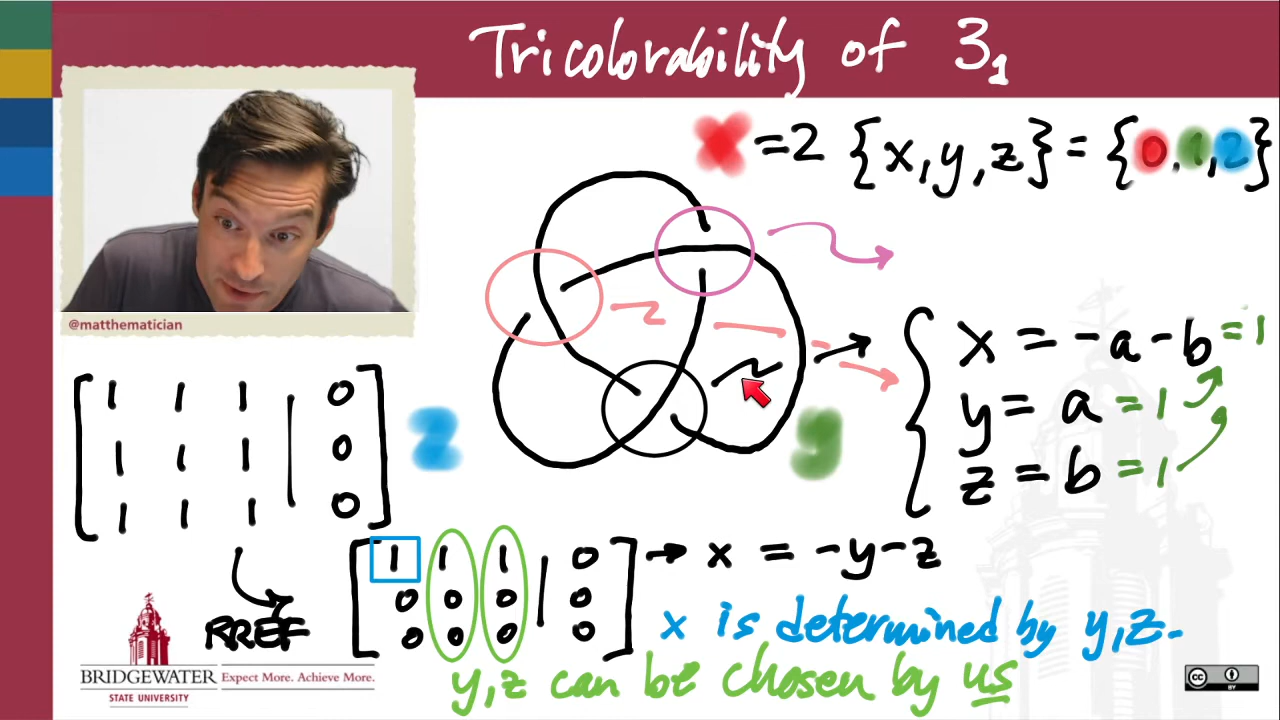 Tricolorability of 3₁
x = 2 {x, y, z} = {0, 1, 2}
@matthematician
x = -a - b = 1
y = a = 1
z = b = 1
z
y
[1 1 1 | 0
1 1 1 | 0
1 1 1 | 0]
RREF
[1 1 1 | 0
0 0 0 | 0
0 0 0 | 0]
→ x = -y - z
x is determined by y, z.
y, z can be chosen by us
BRIDGEWATER
STATE UNIVERSITY
Expect More. Achieve More.
cc
BY